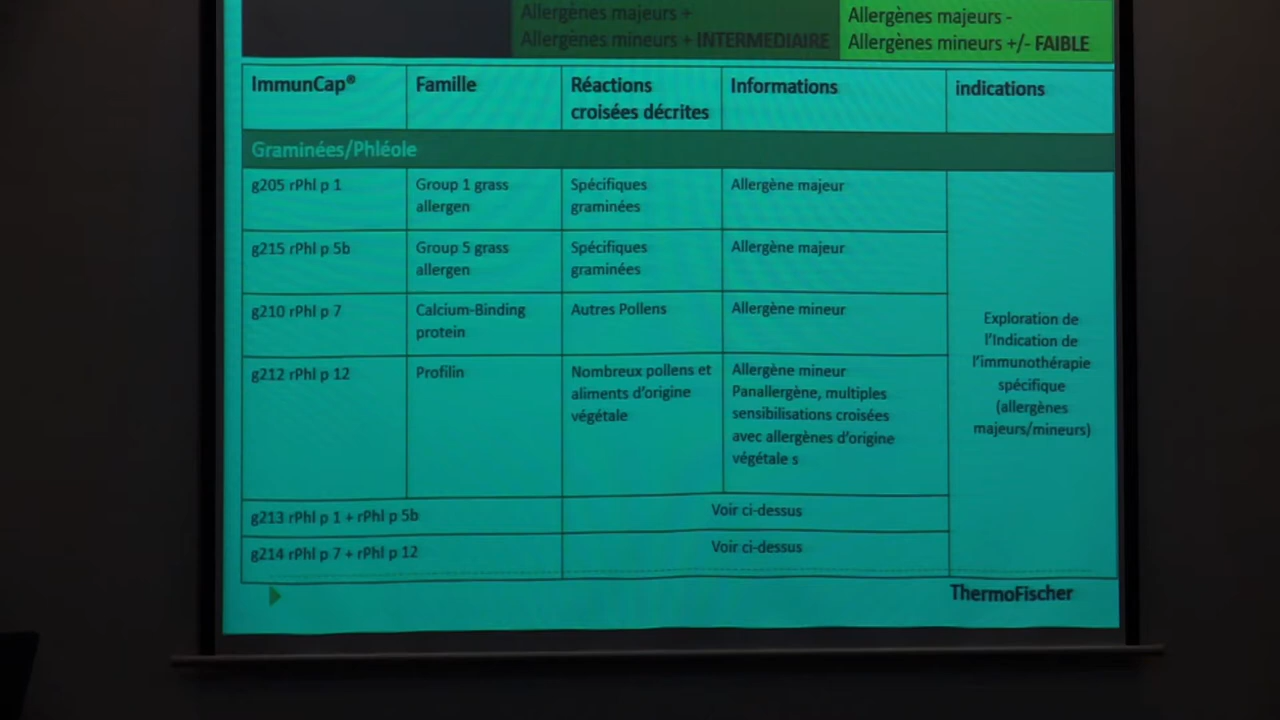 Allergènes majeurs +
Allergènes mineurs + INTERMEDIAIRE
Allergènes majeurs -
Allergènes mineurs +/- FAIBLE
ImmunCap®
Famille
Réactions
croisées décrites
Informations
indications
Graminées/Phléole
g205 rPhl p 1
Group 1 grass
allergen
Spécifiques
graminées
Allergène majeur
g215 rPhl p 5b
Group 5 grass
allergen
Spécifiques
graminées
Allergène majeur
g210 rPhl p 7
Calcium-Binding
protein
Autres Pollens
Allergène mineur
g212 rPhl p 12
Profilin
Nombreux pollens et
aliments d'origine
végétale
Allergène mineur
Panallergène, multiples
sensibilisations croisées
avec allergènes d'origine
végétale s
Exploration de
l'Indication de
l'immunothérapie
spécifique
(allergènes
majeurs/mineurs)
g213 rPhl p 1 + rPhl p 5b
Voir ci-dessus
g214 rPhl p 7 + rPhl p 12
Voir ci-dessus
ThermoFischer